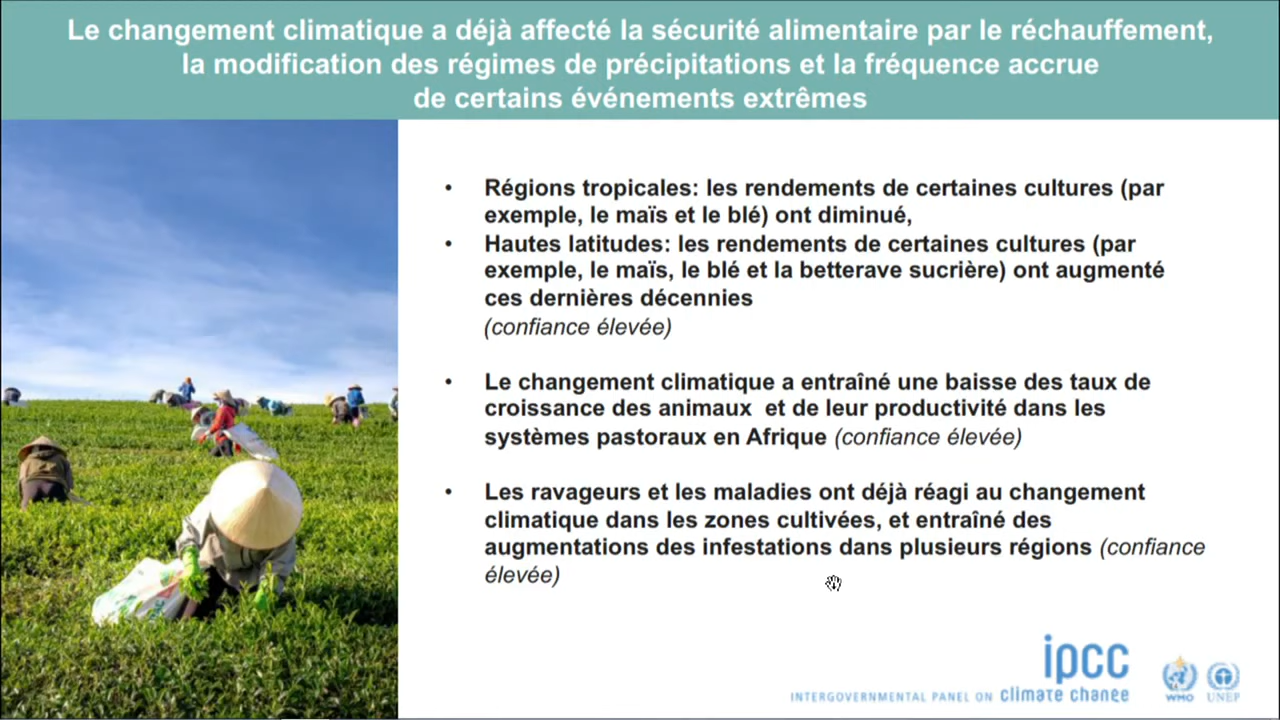 Le changement climatique a déjà affecté la sécurité alimentaire par le réchauffement,
la modification des régimes de précipitations et la fréquence accrue
de certains événements extrêmes
• Régions tropicales: les rendements de certaines cultures (par
exemple, le maïs et le blé) ont diminué,
• Hautes latitudes: les rendements de certaines cultures (par
exemple, le maïs, le blé et la betterave sucrière) ont augmenté
ces dernières décennies
(confiance élevée)
• Le changement climatique a entraîné une baisse des taux de
croissance des animaux et de leur productivité dans les
systèmes pastoraux en Afrique (confiance élevée)
• Les ravageurs et les maladies ont déjà réagi au changement
climatique dans les zones cultivées, et entraîné des
augmentations des infestations dans plusieurs régions (confiance
élevée)
ipcc
INTERGOVERNMENTAL PANEL ON climate change
WMO UNEP